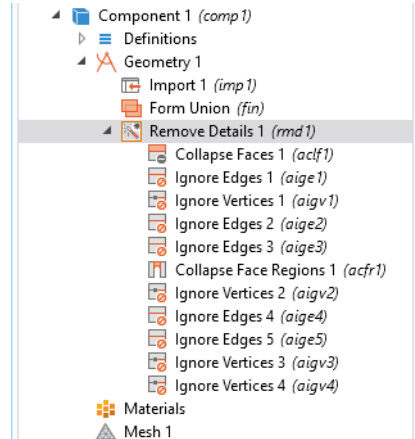 Component 1 (comp1)
Definitions
Geometry 1
Import 1 (imp1)
Form Union (fin)
Remove Details 1 (rmd1)
Collapse Faces 1 (aclf1)
Ignore Edges 1 (aige1)
Ignore Vertices 1 (aigv1)
Ignore Edges 2 (aige2)
Ignore Edges 3 (aige3)
Collapse Face Regions 1 (acfr1)
Ignore Vertices 2 (aigv2)
Ignore Edges 4 (aige4)
Ignore Edges 5 (aige5)
Ignore Vertices 3 (aigv3)
Ignore Vertices 4 (aigv4)
Materials
Mesh 1